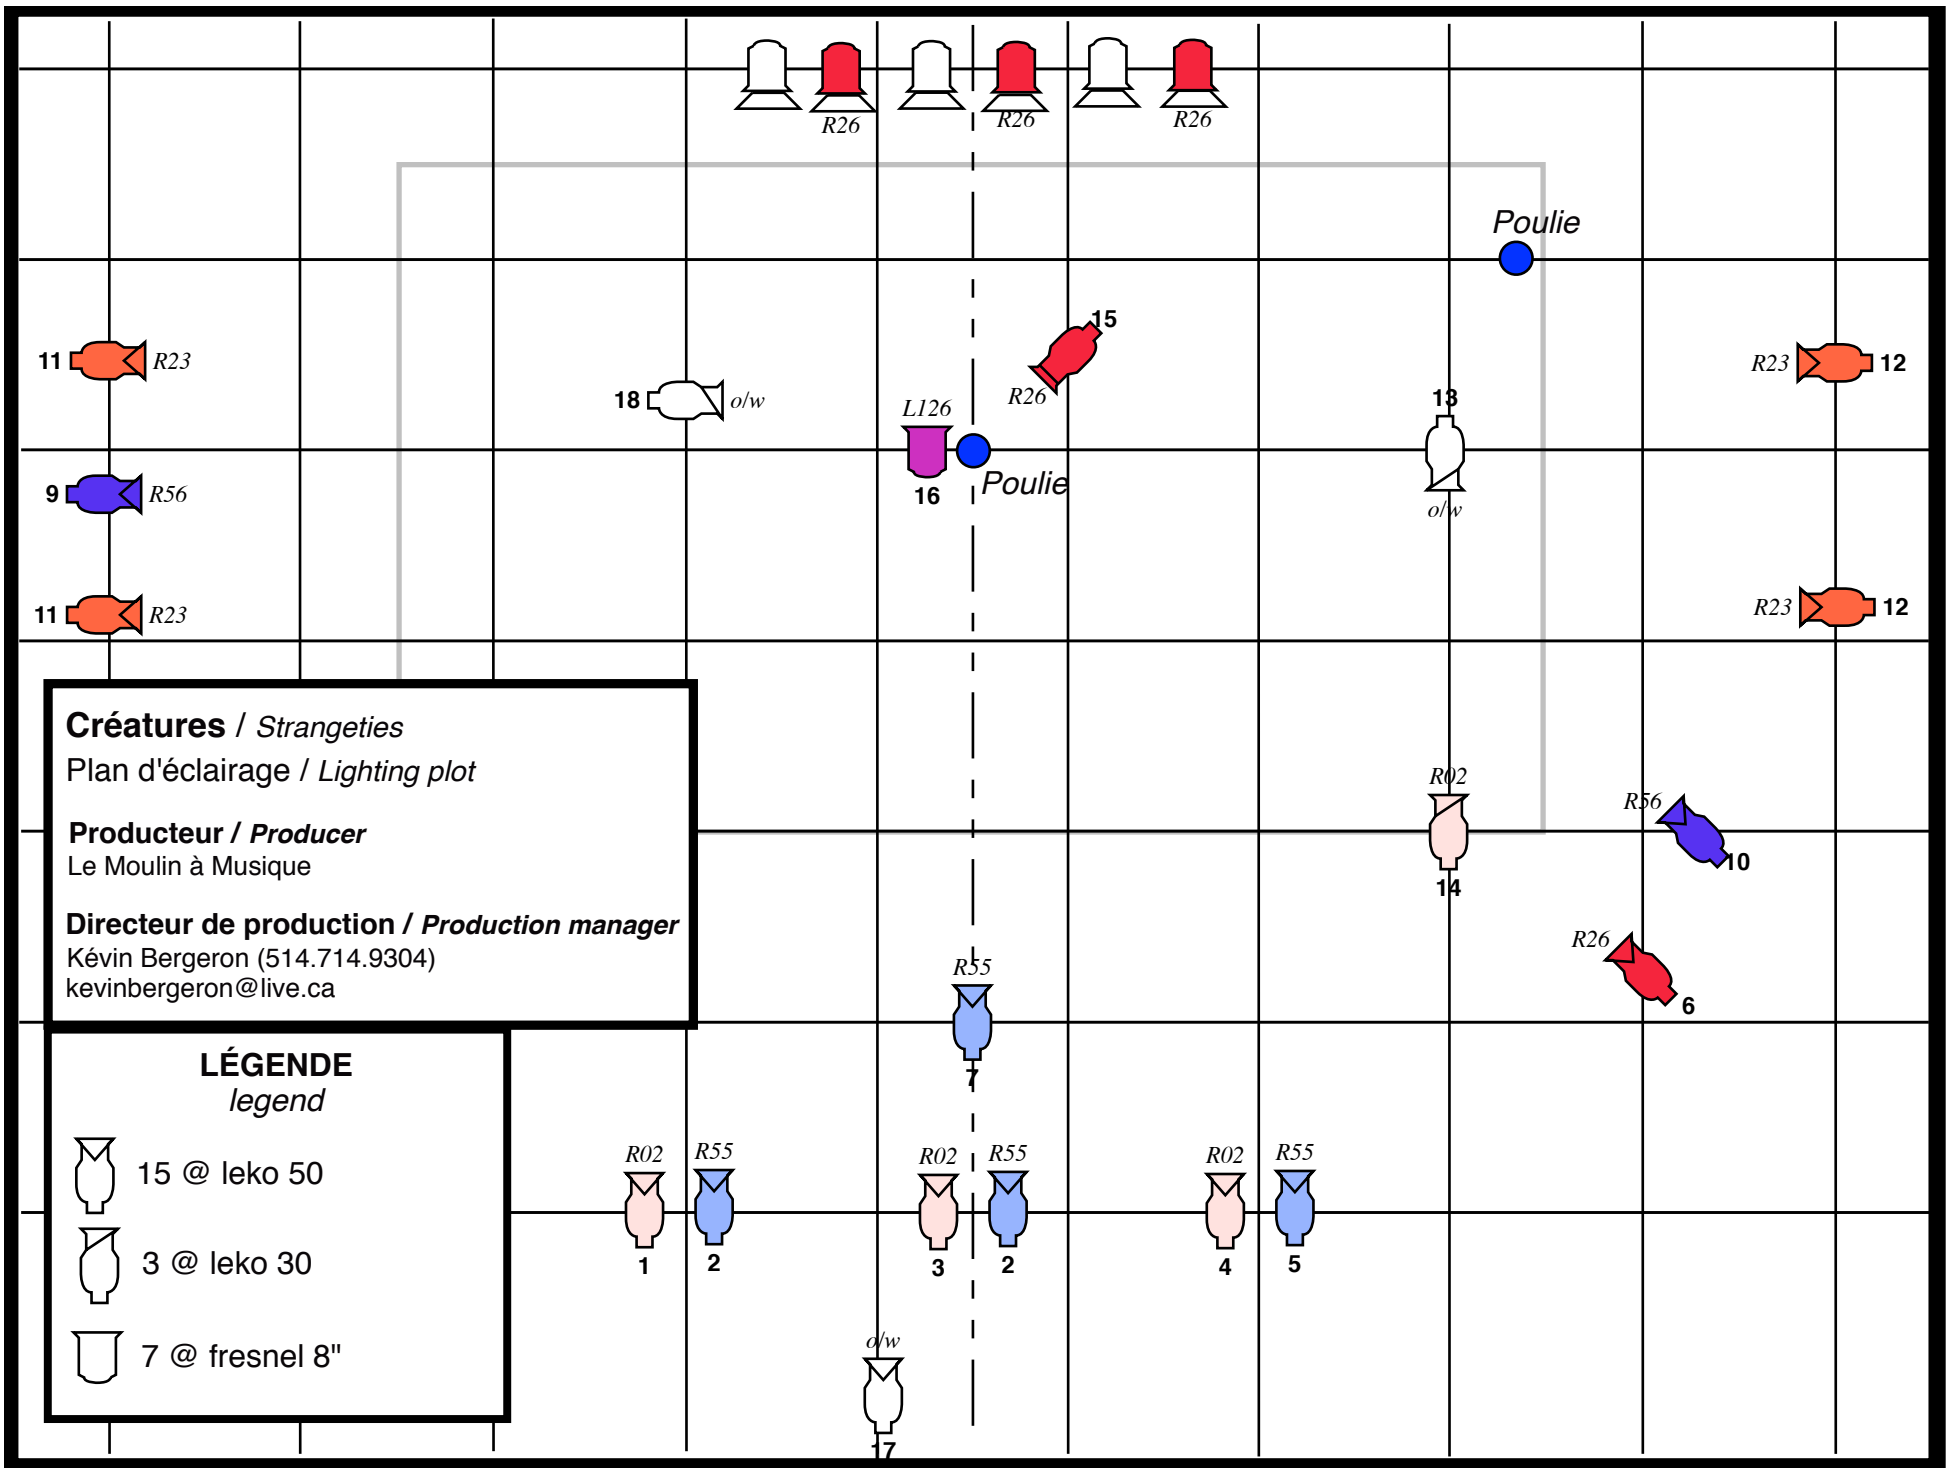 R26
R26
R26
Poulie
15
11
R23
R23
12
18
o/w
R26
13
L126
16
Poulie
9
R56
o/w
11
R23
R23
12
Créatures / Strangeties
Plan d'éclairage / Lighting plot
Producteur / Producer
Le Moulin à Musique
Directeur de production / Production manager
Kévin Bergeron (514.714.9304)
kevinbergeron@live.ca
R02
14
R56
10
R26
6
R55
7
LÉGENDE
legend
15 @ leko 50
3 @ leko 30
7 @ fresnel 8"
R02
R55
R02
R55
R02
R55
1
2
3
2
4
5
o/w
17